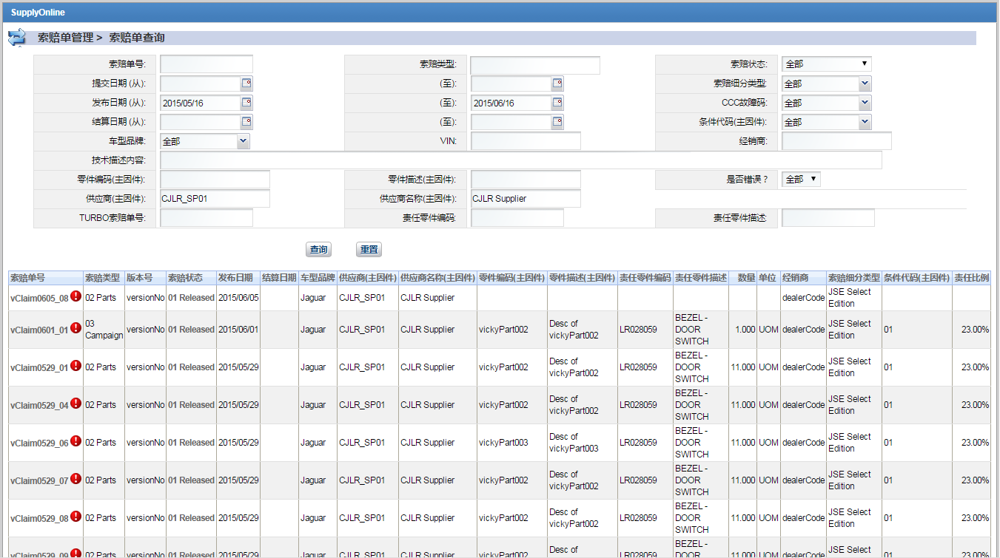 SupplyOnline
索赔单管理 > 索赔单查询
索赔单号: 索赔类型: 索赔状态: 全部
提交日期 (从): (至): 索赔细分类型: 全部
发布日期 (从): 2015/05/16 (至): 2015/06/16 CCC故障码: 全部
结算日期 (从): (至): 条件代码(主因件): 全部
车型品牌: 全部 VIN: 经销商:
技术描述内容:
零件编码(主因件): 零件描述(主因件): 是否错误？ 全部
供应商(主因件): CJLR_SP01 供应商名称(主因件): CJLR Supplier
TURBO索赔单号: 责任零件编码: 责任零件描述:
查询 重置
索赔单号 索赔类型 版本号 索赔状态 发布日期 结算日期 车型品牌 供应商(主因件) 供应商名称(主因件) 零件编码(主因件) 零件描述(主因件) 责任零件编码 责任零件描述 数量 单位 经销商 索赔细分类型 条件代码(主因件) 责任比例
vClaim0605_08 02 Parts versionNo 01 Released 2015/06/05 Jaguar CJLR_SP01 CJLR Supplier dealerCode JSE Select Edition
vClaim0601_01 03 Campaign versionNo 01 Released 2015/06/01 Jaguar CJLR_SP01 CJLR Supplier vickyPart002 Desc of vickyPart002 LR028059 BEZEL - DOOR SWITCH 1.000 UOM dealerCode JSE Select Edition 01 23.00%
vClaim0529_01 02 Parts versionNo 01 Released 2015/05/29 Jaguar CJLR_SP01 CJLR Supplier vickyPart002 Desc of vickyPart002 LR028059 BEZEL - DOOR SWITCH 11.000 UOM dealerCode JSE Select Edition 01 23.00%
vClaim0529_04 02 Parts versionNo 01 Released 2015/05/29 Jaguar CJLR_SP01 CJLR Supplier vickyPart002 Desc of vickyPart002 LR028059 BEZEL - DOOR SWITCH 11.000 UOM dealerCode JSE Select Edition 01 23.00%
vClaim0529_06 02 Parts versionNo 01 Released 2015/05/29 Jaguar CJLR_SP01 CJLR Supplier vickyPart003 Desc of vickyPart003 LR028059 BEZEL - DOOR SWITCH 11.000 UOM dealerCode JSE Select Edition 01 23.00%
vClaim0529_07 02 Parts versionNo 01 Released 2015/05/29 Jaguar CJLR_SP01 CJLR Supplier vickyPart002 Desc of vickyPart002 LR028059 BEZEL - DOOR SWITCH 11.000 UOM dealerCode JSE Select Edition 01 23.00%
vClaim0529_08 02 Parts versionNo 01 Released 2015/05/29 Jaguar CJLR_SP01 CJLR Supplier vickyPart002 Desc of vickyPart002 LR028059 BEZEL - DOOR SWITCH 11.000 UOM dealerCode JSE Select Edition 01 23.00%
vClaim0529_09 02 Parts versionNo 01 Released 2015/05/29 Jaguar CJLR_SP01 CJLR Supplier vickyPart002 Desc of LR028059 BEZEL - DOOR 11.000 UOM dealerCode JSE Select 01 23.00%